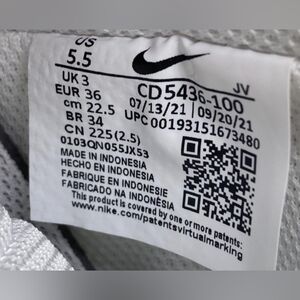 US
5.5
UK 3
EUR 36
cm 22.5
BR 34
CN 225(2.5)
0103QN055JX53
JV
CD5436-100
07/13/21 | 09/20/21
UPC 00193151673480
MADE IN INDONESIA
HECHO EN INDONESIA
FABRIQUE EN INDONESIE
FABRICADO NA INDONESIA
This product is covered by one or more patents:
www.nike.com/patentsvirtualmarking